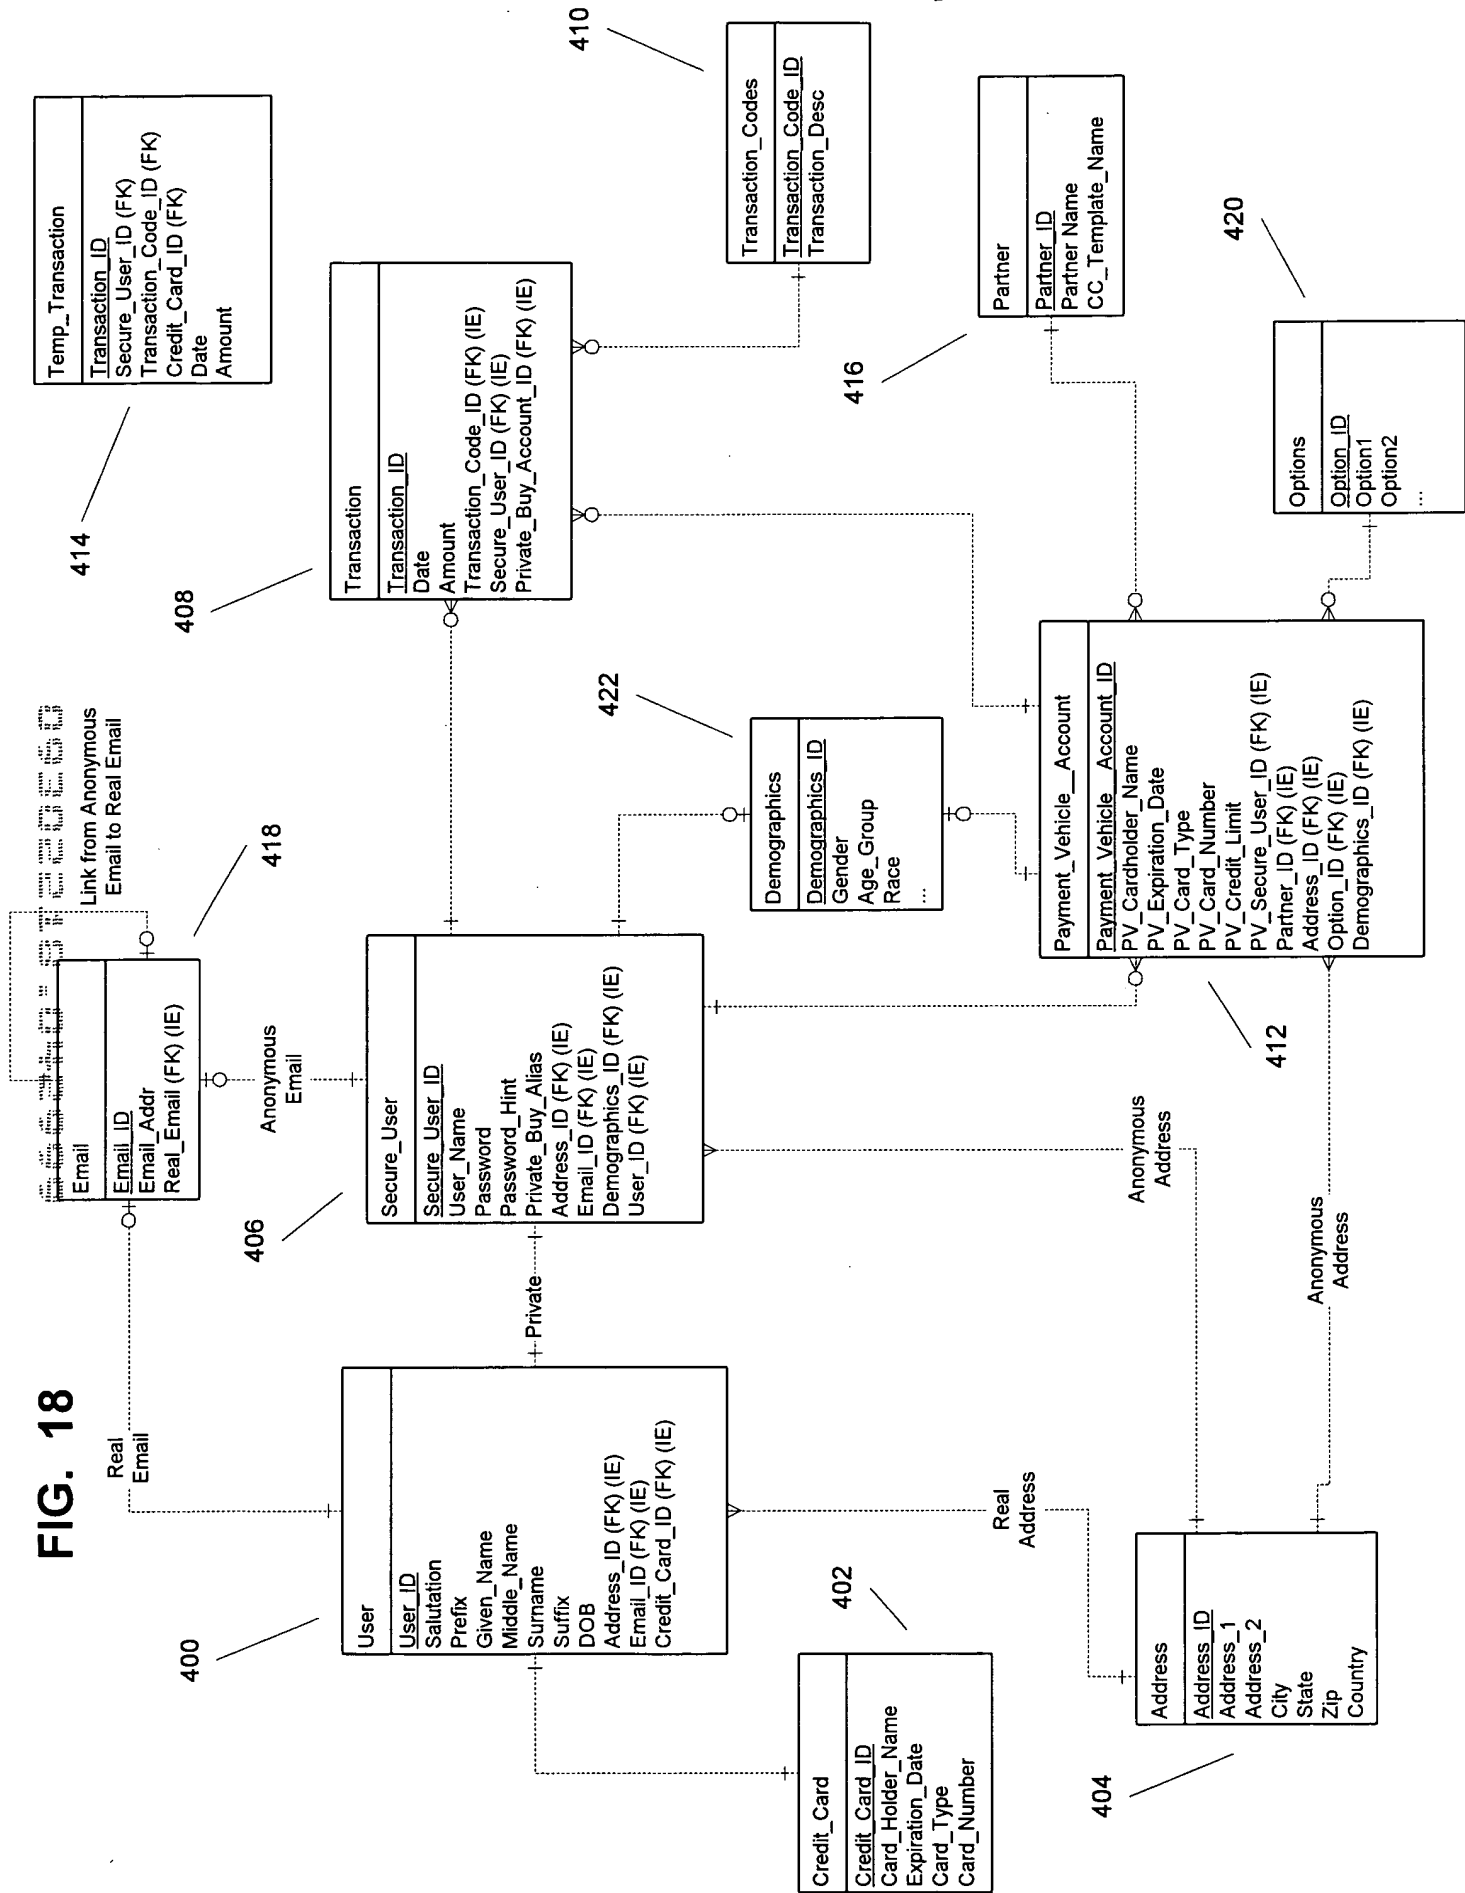 FIG. 18
Real
Email
Email
Email_ID
Email_Addr
Real_Email (FK) (IE)
Link from Anonymous
Email to Real Email
418
Anonymous
Email
414
Temp_Transaction
Transaction_ID
Secure_User_ID (FK)
Transaction_Code_ID (FK)
Credit_Card_ID (FK)
Date
Amount
400
User
User_ID
Salutation
Prefix
Given_Name
Middle_Name
Surname
Suffix
DOB
Address_ID (FK) (IE)
Email_ID (FK) (IE)
Credit_Card_ID (FK) (IE)
Private
406
Secure_User
Secure_User_ID
User_Name
Password
Password_Hint
Private_Buy_Alias
Address_ID (FK) (IE)
Email_ID (FK) (IE)
Demographics_ID (FK) (IE)
User_ID (FK) (IE)
408
Transaction
Transaction_ID
Date
Amount
Transaction_Code_ID (FK) (IE)
Secure_User_ID (FK) (IE)
Private_Buy_Account_ID (FK) (IE)
410
Transaction_Codes
Transaction_Code_ID
Transaction_Desc
402
Credit_Card
Credit_Card_ID
Card_Holder_Name
Expiration_Date
Card_Type
Card_Number
422
Demographics
Demographics_ID
Gender
Age_Group
Race
...
416
Partner
Partner_ID
Partner Name
CC_Template_Name
Real
Address
Anonymous
Address
404
Address
Address_ID
Address_1
Address_2
City
State
Zip
Country
Anonymous
Address
412
Payment_Vehicle_Account
Payment_Vehicle_Account_ID
PV_Cardholder_Name
PV_Expiration_Date
PV_Card_Type
PV_Card_Number
PV_Credit_Limit
PV_Secure_User_ID (FK) (IE)
Partner_ID (FK) (IE)
Address_ID (FK) (IE)
Option_ID (FK) (IE)
Demographics_ID (FK) (IE)
420
Options
Option_ID
Option1
Option2
...